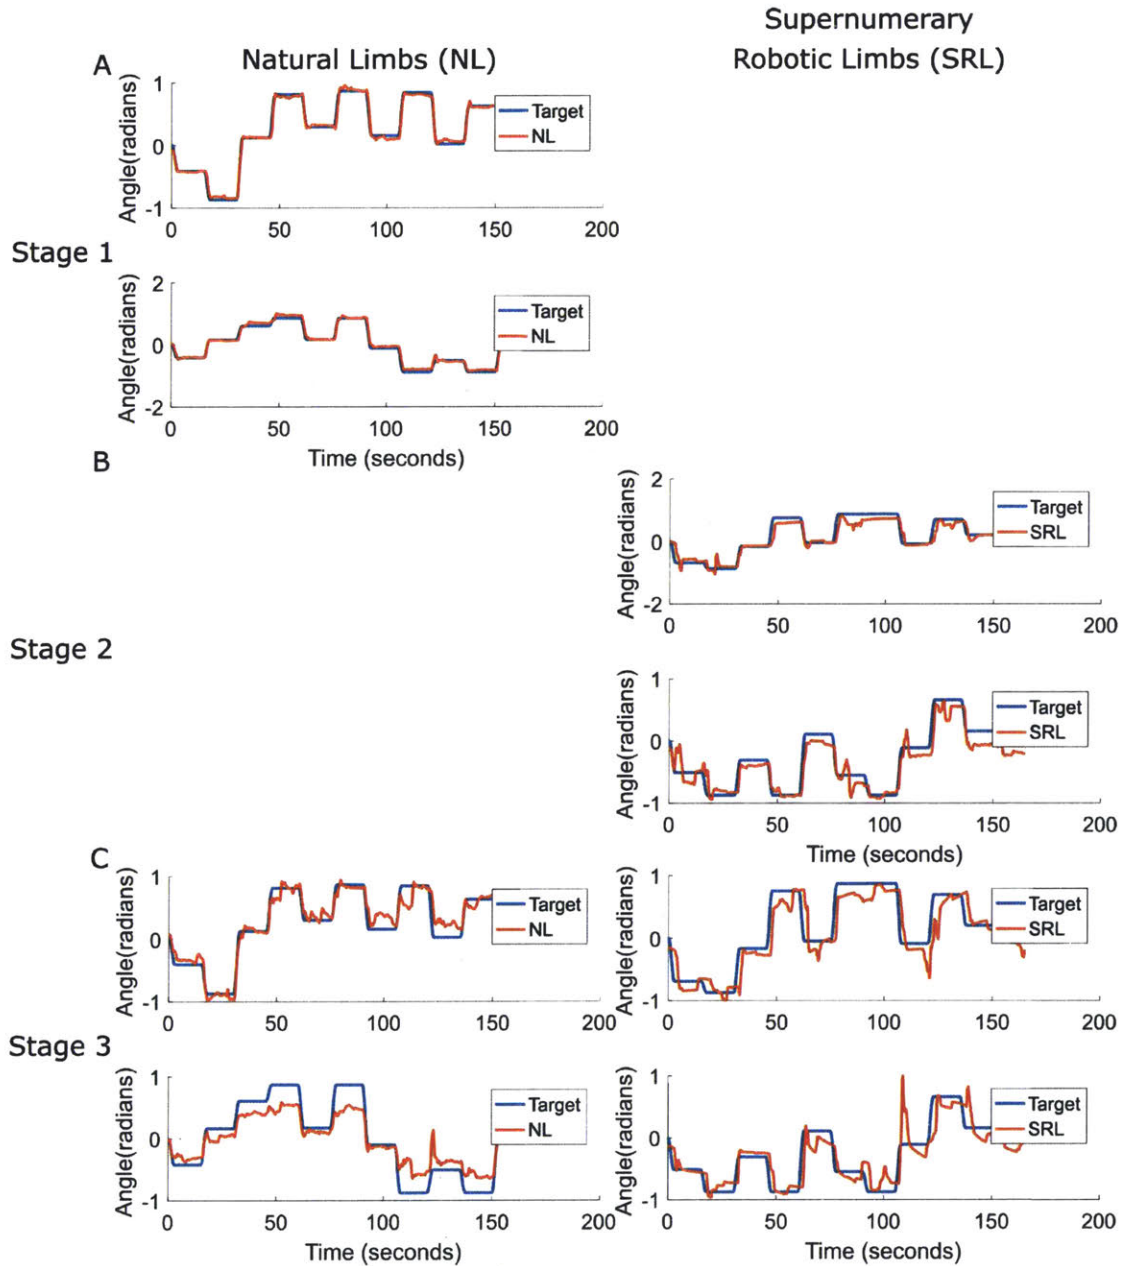 Supernumerary
Natural Limbs (NL)
Robotic Limbs (SRL)
A
Angle(radians)
1
0
-1
Target
NL
0
50
100
150
200
Stage 1
Angle(radians)
2
0
-2
Target
NL
0
50
100
150
200
Time (seconds)
B
Angle(radians)
2
0
-2
Target
SRL
0
50
100
150
200
Stage 2
Angle(radians)
1
0
-1
Target
SRL
0
50
100
150
200
Time (seconds)
C
Angle(radians)
1
0
-1
Target
NL
0
50
100
150
200
Angle(radians)
1
0
-1
Target
SRL
0
50
100
150
200
Stage 3
Angle(radians)
1
0
-1
Target
NL
0
50
100
150
200
Time (seconds)
Angle(radians)
1
0
-1
Target
SRL
0
50
100
150
200
Time (seconds)